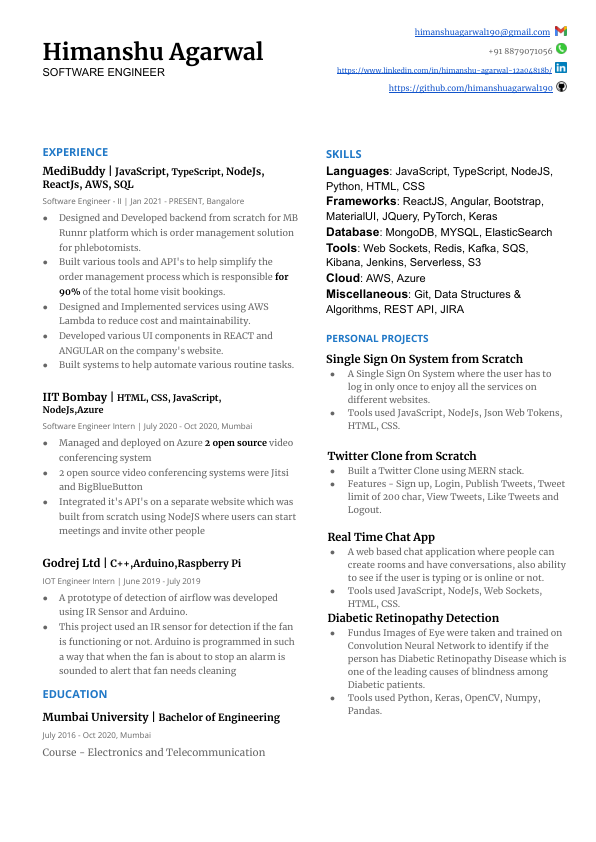 Himanshu Agarwal
SOFTWARE ENGINEER
himanshuagarwal190@gmail.com
+91 8879071056
https://www.linkedin.com/in/himanshu-agarwal-12a04818b/
https://github.com/himanshuagarwal190
EXPERIENCE
MediBuddy | JavaScript, TypeScript, NodeJs,
ReactJs, AWS, SQL
Software Engineer - II | Jan 2021 - PRESENT, Bangalore
● Designed and Developed backend from scratch for MB
Runnr platform which is order management solution
for phlebotomists.
● Built various tools and API's to help simplify the
order management process which is responsible for
90% of the total home visit bookings.
● Designed and Implemented services using AWS
Lambda to reduce cost and maintainability.
● Developed various UI components in REACT and
ANGULAR on the company's website.
● Built systems to help automate various routine tasks.
IIT Bombay | HTML, CSS, JavaScript,
NodeJs,Azure
Software Engineer Intern | July 2020 - Oct 2020, Mumbai
● Managed and deployed on Azure 2 open source video
conferencing system
● 2 open source video conferencing systems were Jitsi
and BigBlueButton
● Integrated it's API's on a separate website which was
built from scratch using NodeJS where users can start
meetings and invite other people
Godrej Ltd | C++,Arduino,Raspberry Pi
IOT Engineer Intern | June 2019 - July 2019
● A prototype of detection of airflow was developed
using IR Sensor and Arduino.
● This project used an IR sensor for detection if the fan
is functioning or not. Arduino is programmed in such
a way that when the fan is about to stop an alarm is
sounded to alert that fan needs cleaning
EDUCATION
Mumbai University | Bachelor of Engineering
July 2016 - Oct 2020, Mumbai
Course - Electronics and Telecommunication
SKILLS
Languages: JavaScript, TypeScript, NodeJS,
Python, HTML, CSS
Frameworks: ReactJS, Angular, Bootstrap,
MaterialUI, JQuery, PyTorch, Keras
Database: MongoDB, MYSQL, ElasticSearch
Tools: Web Sockets, Redis, Kafka, SQS,
Kibana, Jenkins, Serverless, S3
Cloud: AWS, Azure
Miscellaneous: Git, Data Structures &
Algorithms, REST API, JIRA
PERSONAL PROJECTS
Single Sign On System from Scratch
● A Single Sign On System where the user has to
log in only once to enjoy all the services on
different websites.
● Tools used JavaScript, NodeJs, Json Web Tokens,
HTML, CSS.
Twitter Clone from Scratch
● Built a Twitter Clone using MERN stack.
● Features - Sign up, Login, Publish Tweets, Tweet
limit of 200 char, View Tweets, Like Tweets and
Logout.
Real Time Chat App
● A web based chat application where people can
create rooms and have conversations, also ability
to see if the user is typing or is online or not.
● Tools used JavaScript, NodeJs, Web Sockets,
HTML, CSS.
Diabetic Retinopathy Detection
● Fundus Images of Eye were taken and trained on
Convolution Neural Network to identify if the
person has Diabetic Retinopathy Disease which is
one of the leading causes of blindness among
Diabetic patients.
● Tools used Python, Keras, OpenCV, Numpy,
Pandas.